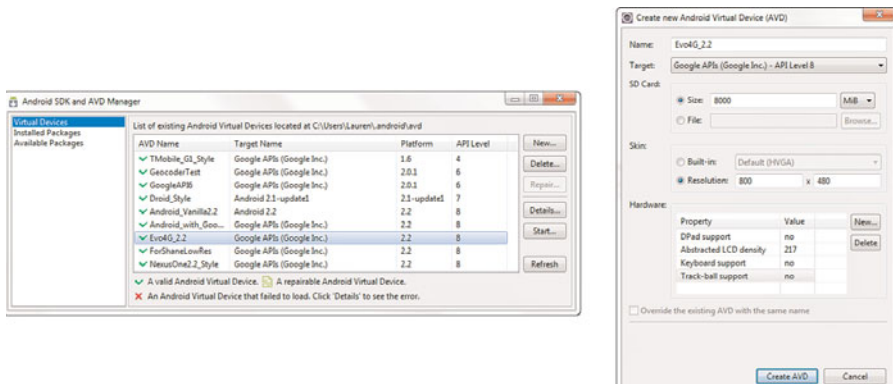 Android SDK and AVD Manager
Virtual Devices
Installed Packages
Available Packages
List of existing Android Virtual Devices located at C:\Users\Lauren\.android\avd
AVD Name Target Name Platform API Level
TMobile_G1_Style Google APIs (Google Inc.) 1.6 4
GeocoderTest Google APIs (Google Inc.) 2.0.1 6
GoogleAPI6 Google APIs (Google Inc.) 2.0.1 6
Droid_Style Android 2.1-update1 2.1-update1 7
Android_Vanilla2.2 Android 2.2 2.2 8
Android_with_Goo... Google APIs (Google Inc.) 2.2 8
Evo4G_2.2 Google APIs (Google Inc.) 2.2 8
ForShaneLowRes Google APIs (Google Inc.) 2.2 8
NexusOne2.2_Style Google APIs (Google Inc.) 2.2 8
New...
Delete...
Repair...
Details...
Start...
Refresh
A valid Android Virtual Device. A repairable Android Virtual Device.
An Android Virtual Device that failed to load. Click 'Details' to see the error.
Create new Android Virtual Device (AVD)
Name: Evo4G_2.2
Target: Google APIs (Google Inc.) - API Level 8
SD Card:
Size: 8000 MiB
File: Browse...
Skin:
Built-in: Default (HVGA)
Resolution: 800 x 480
Hardware:
Property Value New...
DPad support no Delete
Abstracted LCD density 217
Keyboard support no
Track-ball support no
Override the existing AVD with the same name
Create AVD Cancel